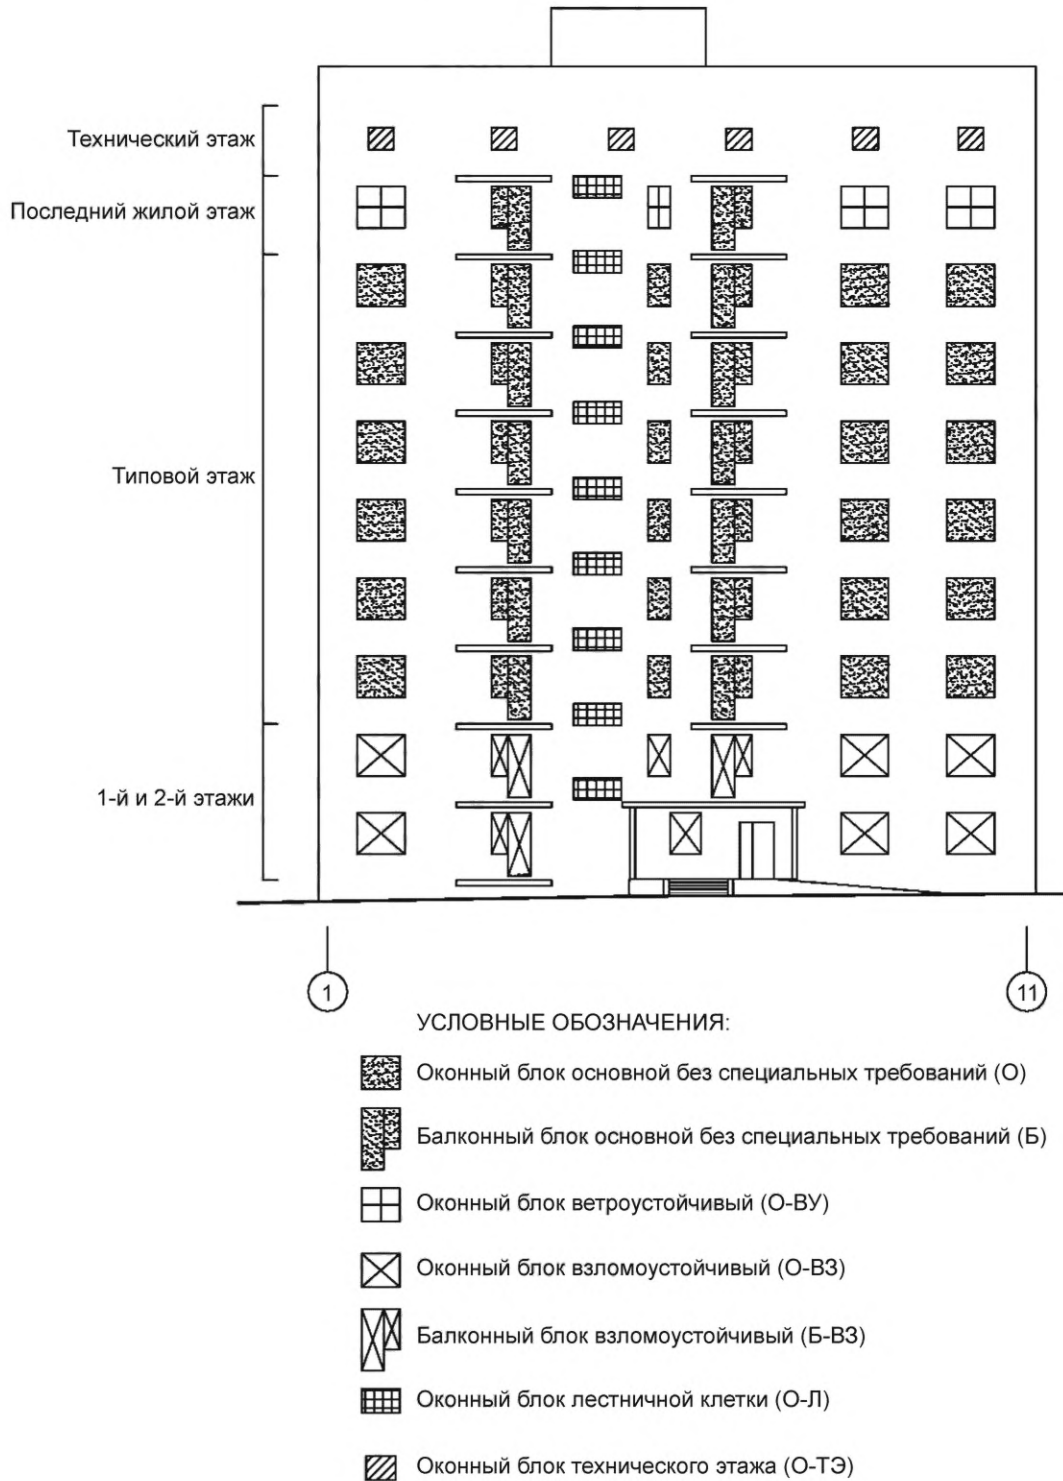 Технический этаж
Последний жилой этаж
Типовой этаж
1-й и 2-й этажи
1
11
УСЛОВНЫЕ ОБОЗНАЧЕНИЯ:
Оконный блок основной без специальных требований (О)
Балконный блок основной без специальных требований (Б)
Оконный блок ветроустойчивый (О-ВУ)
Оконный блок взломоустойчивый (О-ВЗ)
Балконный блок взломоустойчивый (Б-ВЗ)
Оконный блок лестничной клетки (О-Л)
Оконный блок технического этажа (О-ТЭ)